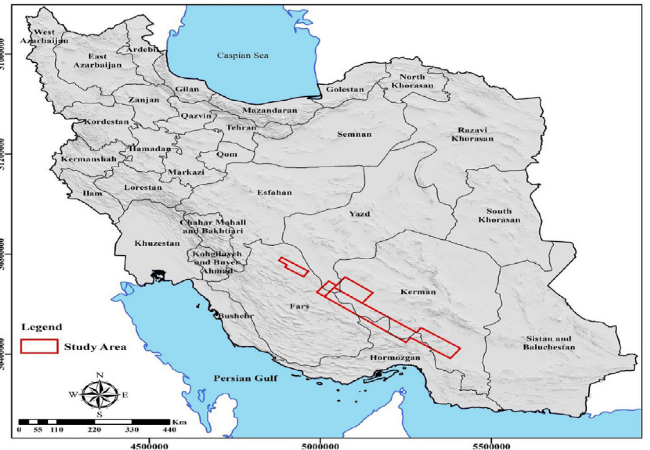 West
Azarbaijan
Ardebil
East
Azarbaijan
Caspian Sea
Gilan
Golestan
North
Khorasan
Zanjan
Mazandaran
Qazvin
Kordestan
Tehran
Semnan
Razavi
Khorasan
Hamadan
Kermanshah
Qom
Markazi
Ilam
Lorestan
Esfahan
Yazd
South
Khorasan
Chahar Mahall
and Bakhtiari
Khuzestan
Kohgiluyeh
and Buyer
Ahmad
Kerman
Fars
Bushehr
Sistan and
Baluchestan
Hormozgan
Legend
Study Area
Persian Gulf
N
W
E
S
0 55 110 220 330 440
Km
4500000 5000000 5500000